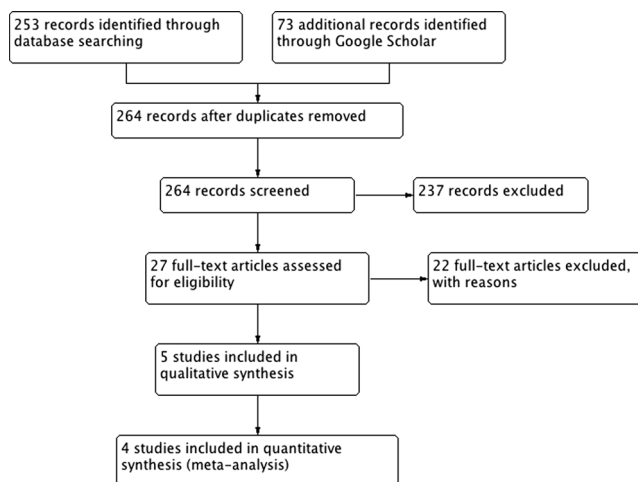 253 records identified through
database searching
73 additional records identified
through Google Scholar
264 records after duplicates removed
264 records screened
237 records excluded
27 full-text articles assessed
for eligibility
22 full-text articles excluded,
with reasons
5 studies included in
qualitative synthesis
4 studies included in quantitative
synthesis (meta-analysis)